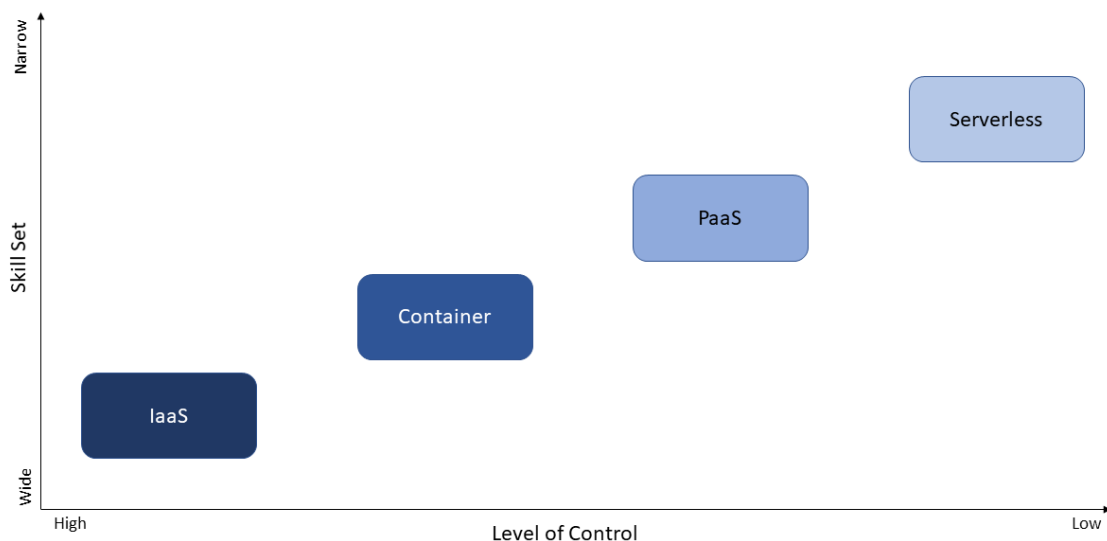 Narrow
Serverless
PaaS
Skill Set
Container
IaaS
Wide
High
Level of Control
Low